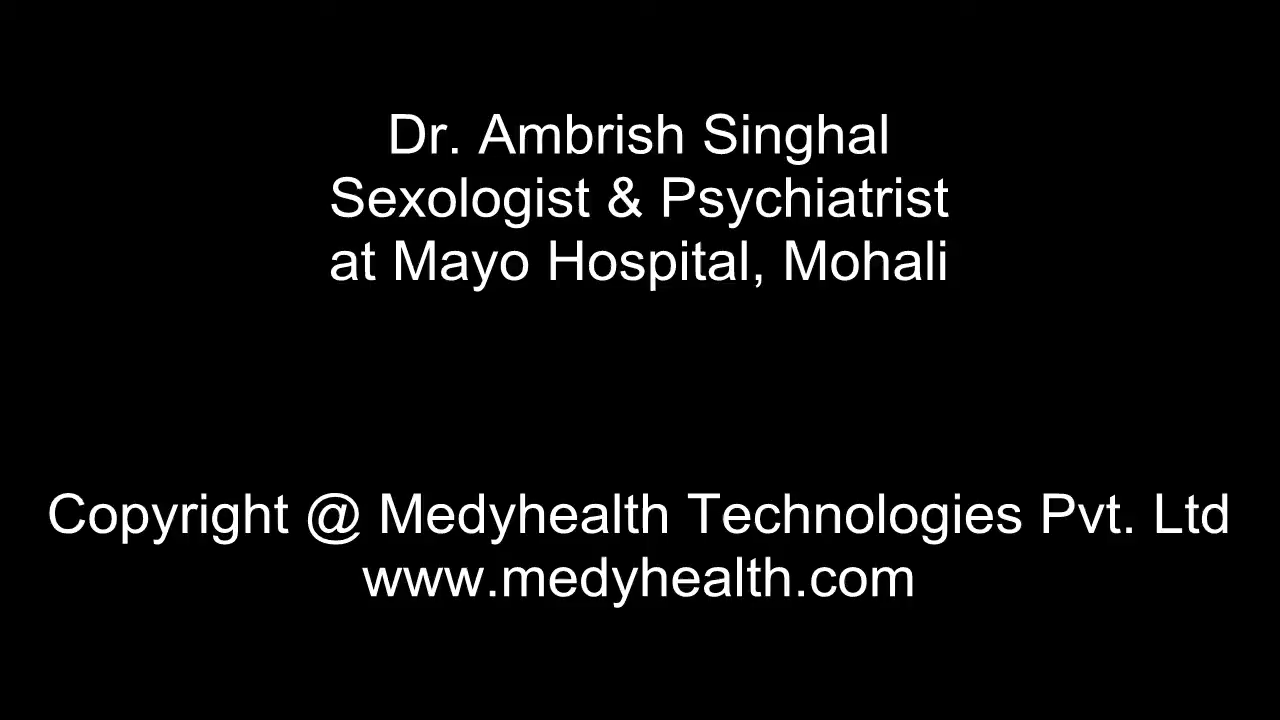 Dr. Ambrish Singhal
Sexologist & Psychiatrist
at Mayo Hospital, Mohali
Copyright @ Medyhealth Technologies Pvt. Ltd
www.medyhealth.com